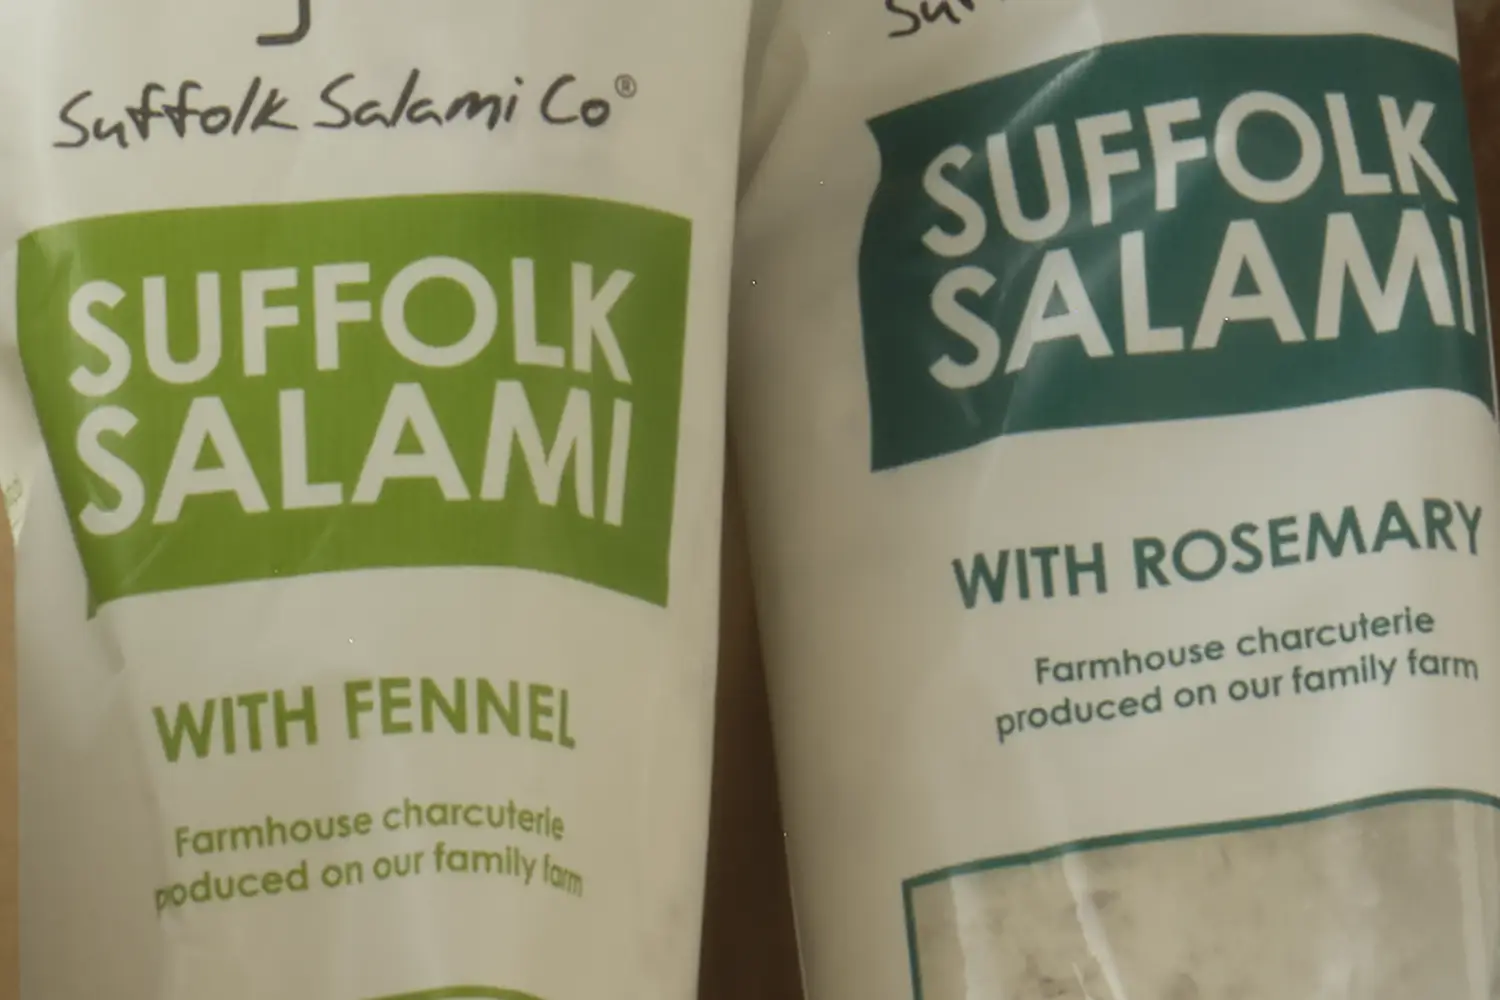 Suffolk Salami Co®
SUFFOLK
SALAMI
WITH FENNEL
Farmhouse charcuterie
produced on our family farm
SUFFOLK
SALAMI
WITH ROSEMARY
Farmhouse charcuterie
produced on our family farm